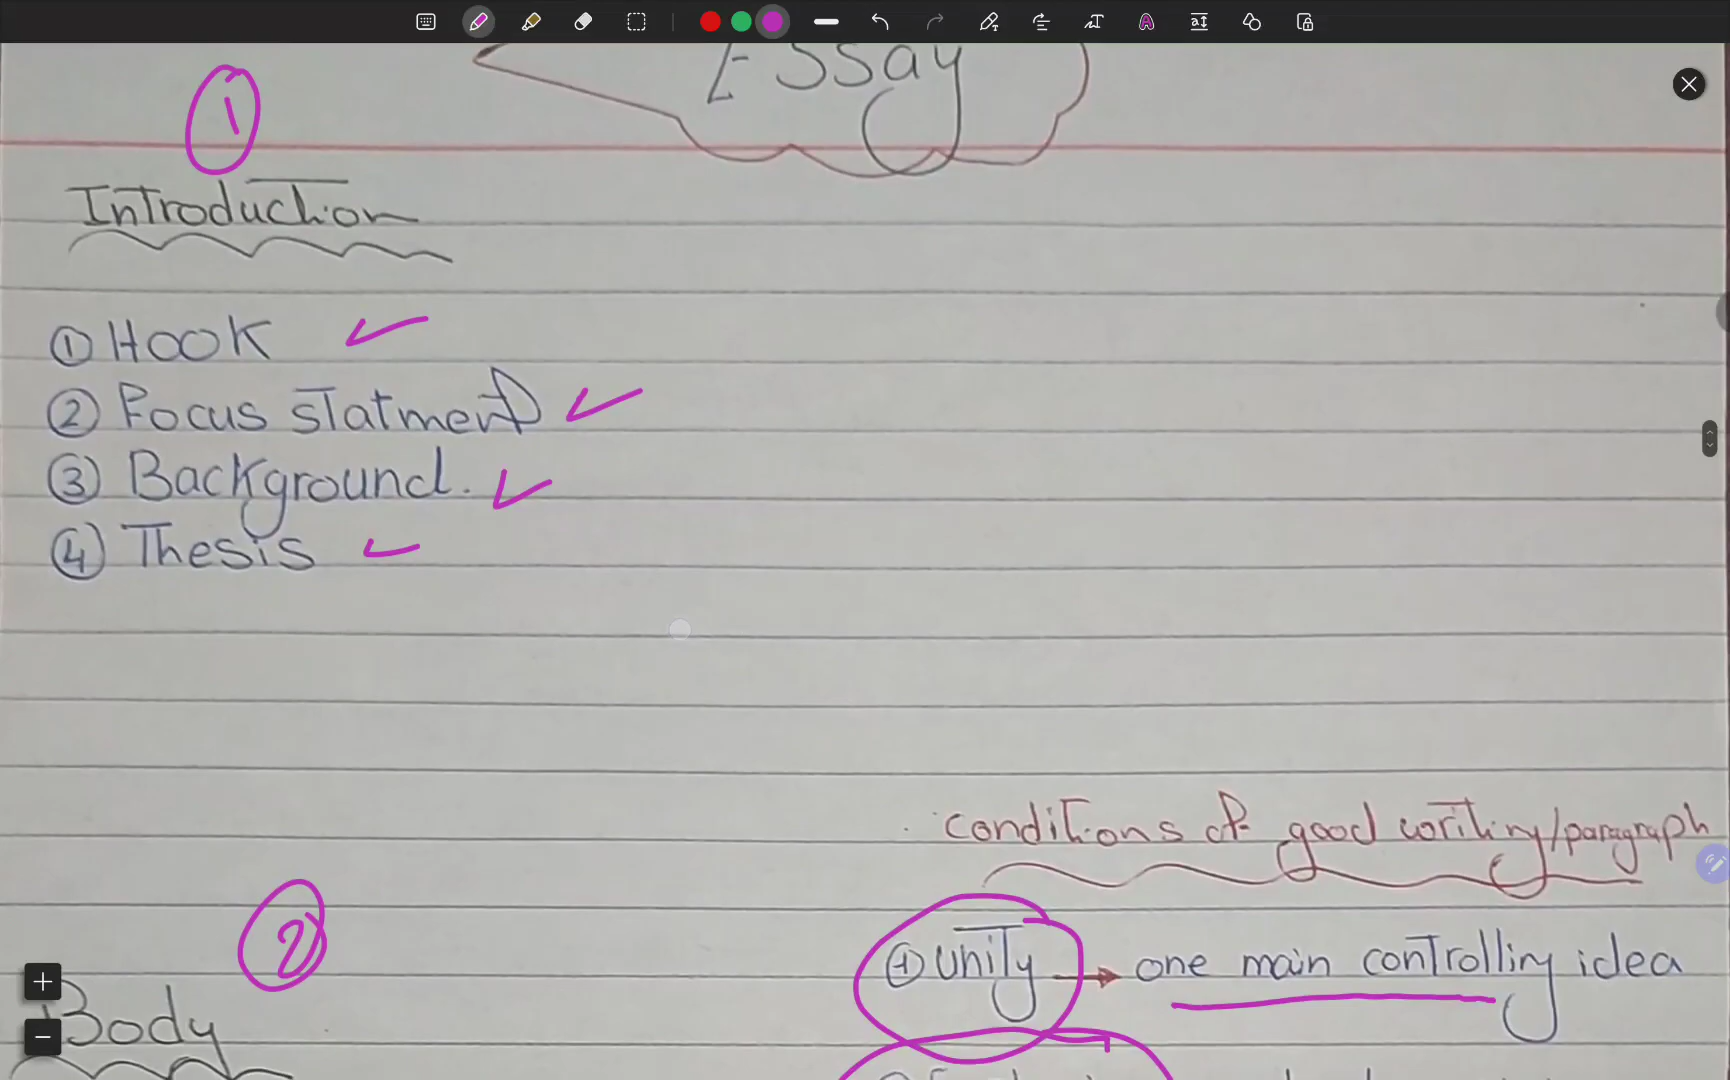 Essay
1
Introduction
① Hook
② Focus statment
③ Background.
④ Thesis
conditions of good writing/paragraph
2
① unity → one main controlling idea
Body